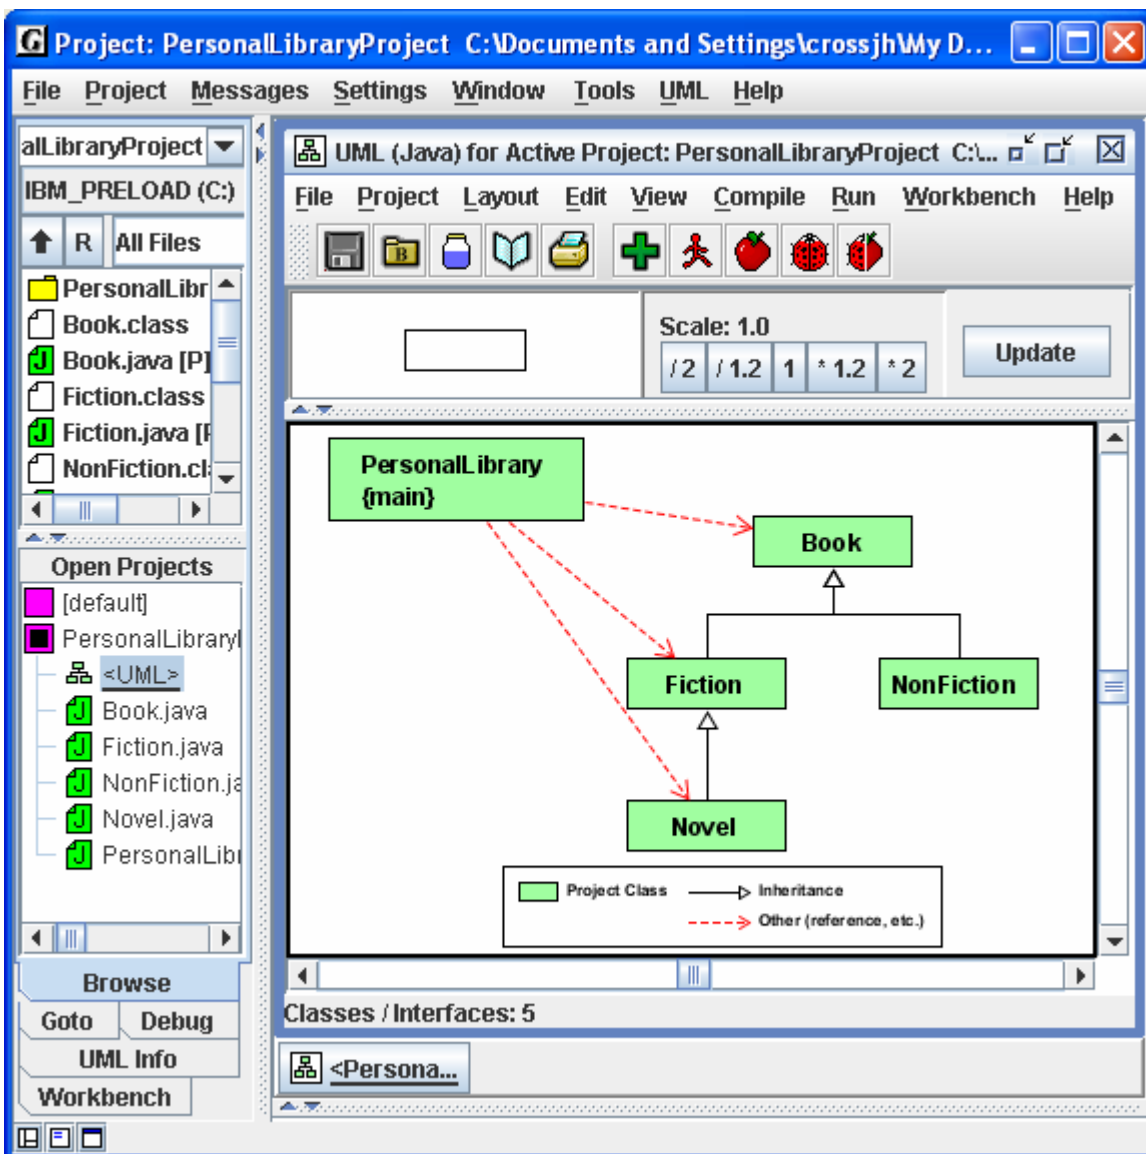 Project: PersonalLibraryProject C:\Documents and Settings\crossjh\My D...
File Project Messages Settings Window Tools UML Help
alLibraryProject
IBM_PRELOAD (C:)
R All Files
PersonalLibr
Book.class
Book.java [P]
Fiction.class
Fiction.java [P
NonFiction.cl
Open Projects
[default]
PersonalLibraryl
<UML>
Book.java
Fiction.java
NonFiction.ja
Novel.java
PersonalLibr
Browse
Goto Debug
UML Info
Workbench
UML (Java) for Active Project: PersonalLibraryProject C:\...
File Project Layout Edit View Compile Run Workbench Help
B
Scale: 1.0
/ 2 / 1.2 1 * 1.2 * 2
Update
PersonalLibrary
{main}
Book
Fiction
NonFiction
Novel
Project Class
Inheritance
Other (reference, etc.)
Classes / Interfaces: 5
<Persona...